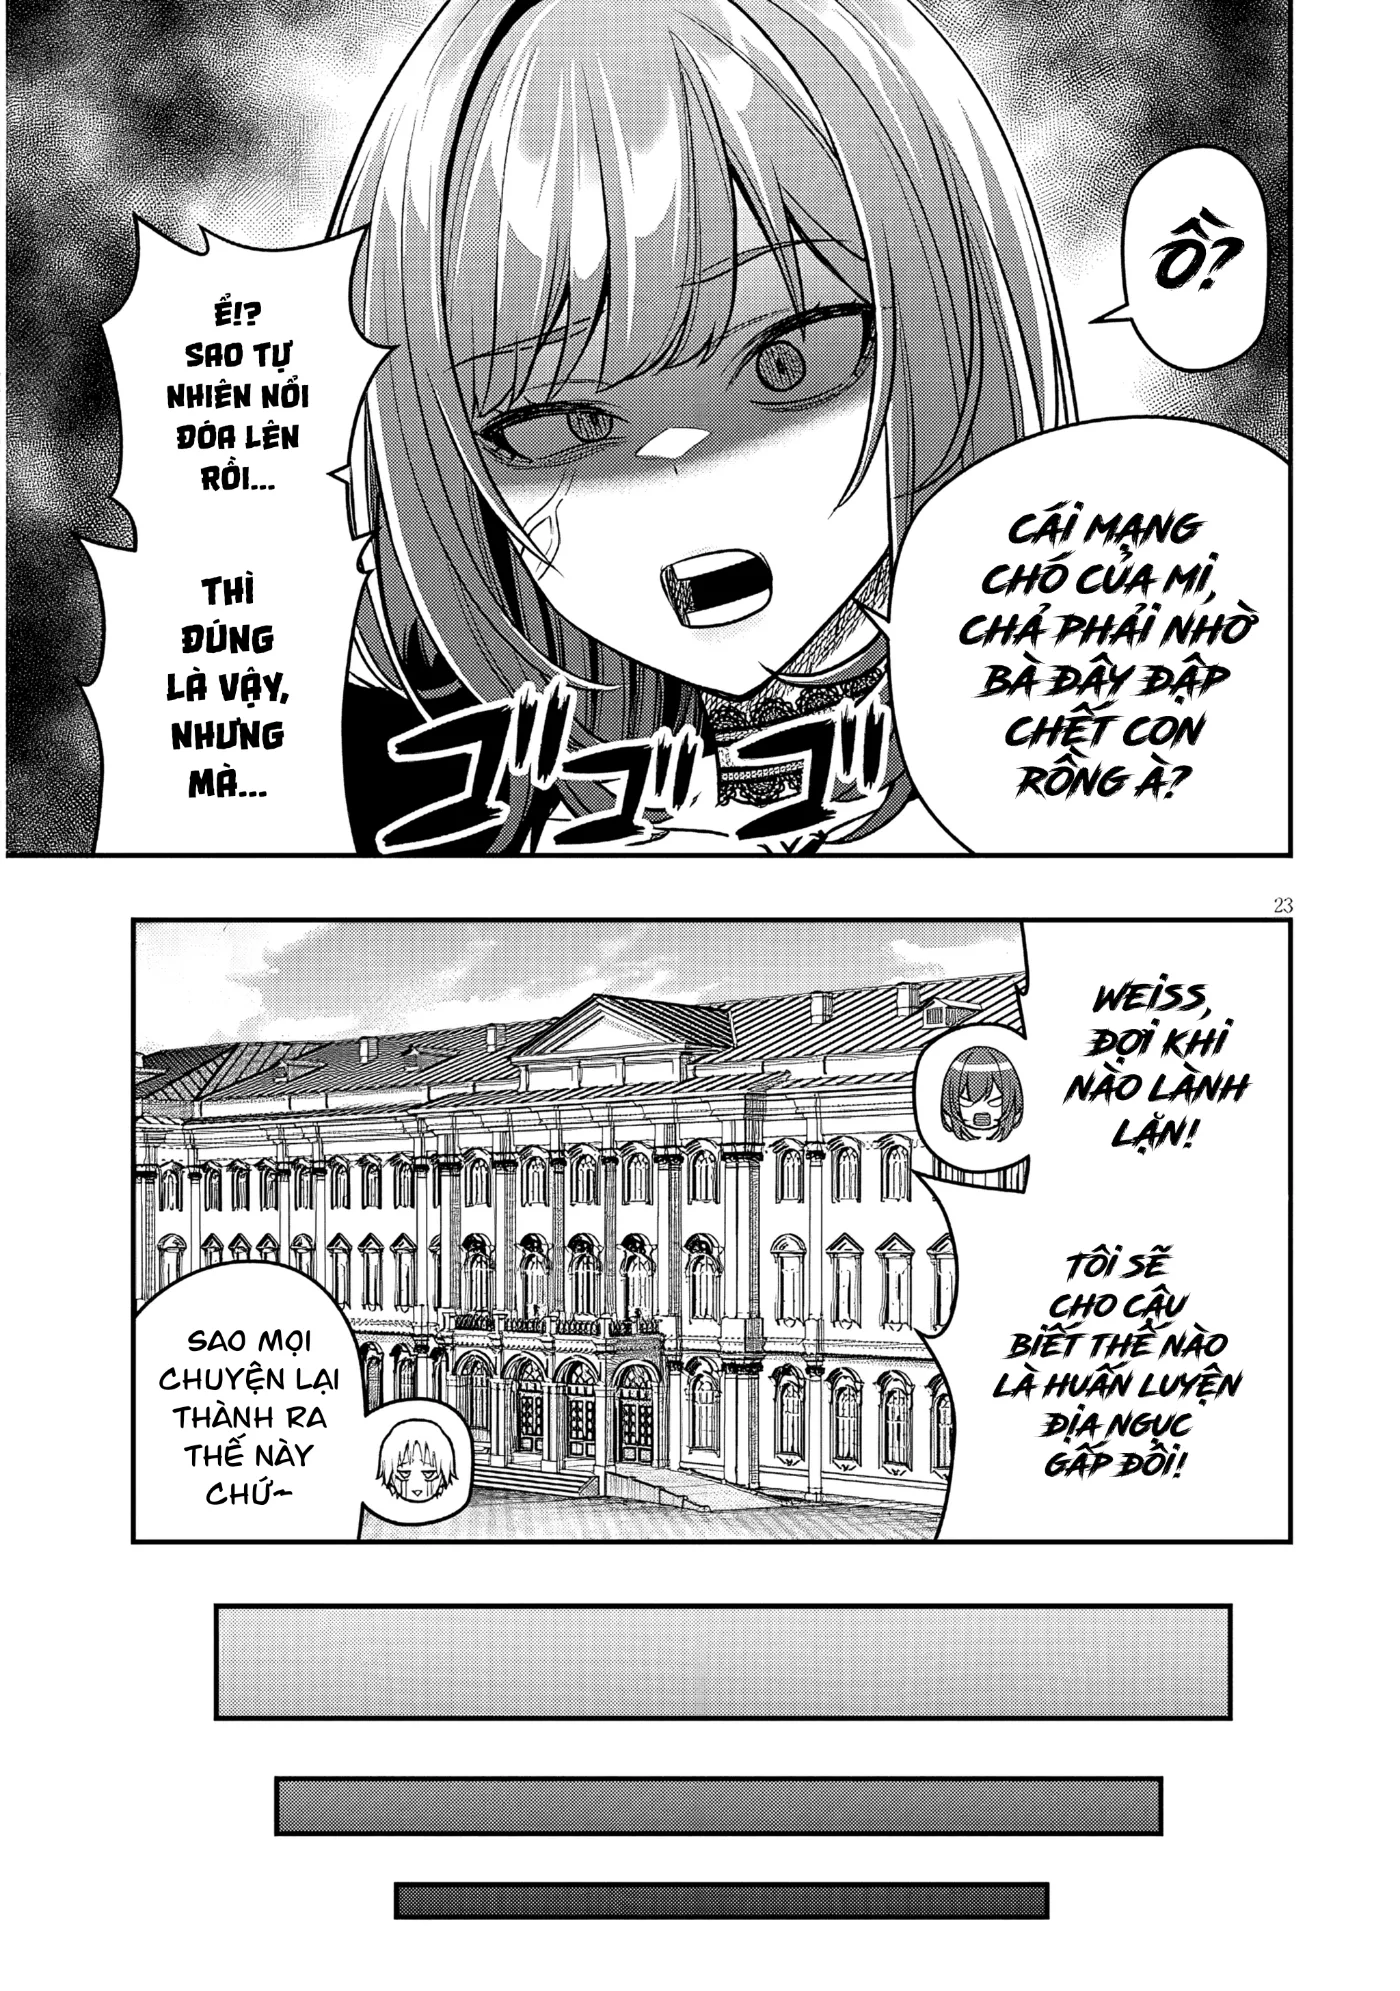 Ồ?
CÁI MẠNG
CHÓ CỦA MI,
CHẢ PHẢI NHỜ
BÀ ĐÂY ĐẬP
CHẾT CON
RỒNG À?
Ể!?
SAO TỰ
NHIÊN NỔI
ĐÓA LÊN
RỒI...
THÌ
ĐÚNG
LÀ VẬY,
NHƯNG
MÀ...
ゴゴゴ
23
WEISS,
ĐỢI KHI
NÀO LÀNH
LẶN!
TÔI SẼ
CHO CẬU
BIẾT THẾ NÀO
LÀ HUẤN LUYỆN
ĐỊA NGỤC
GẤP ĐÔI!
SAO MỌI
CHUYỆN LẠI
THÀNH RA
THẾ NÀY
CHỨ~